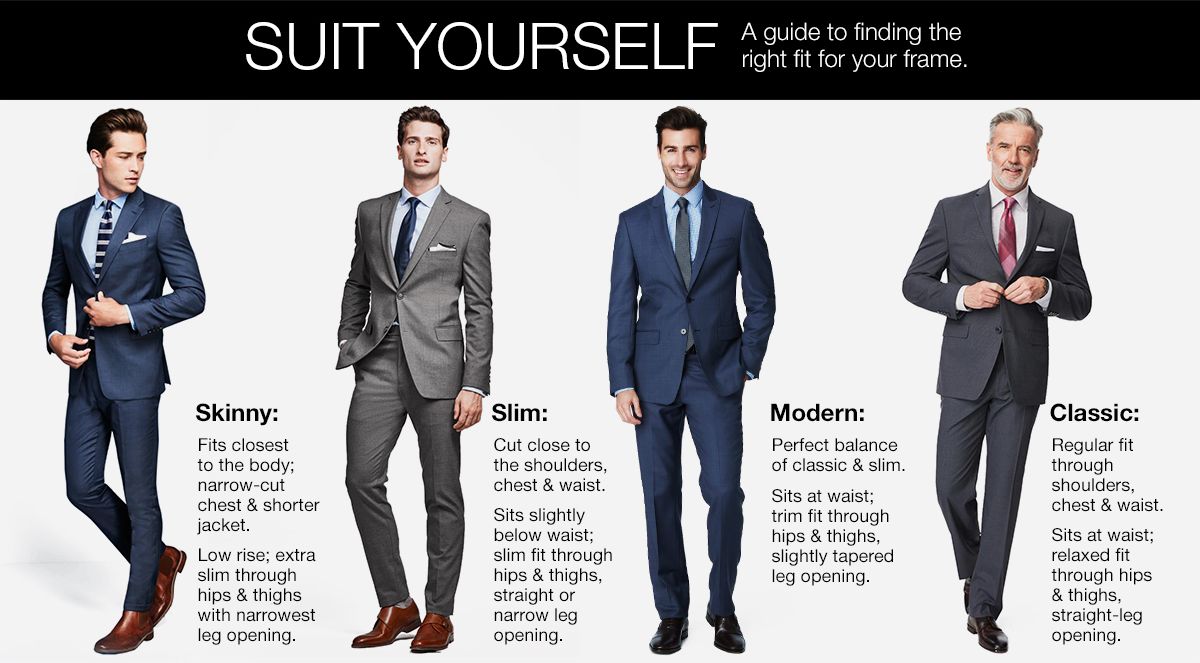 SUIT YOURSELF
A guide to finding the
right fit for your frame.
Skinny:
Fits closest
to the body;
narrow-cut
chest & shorter
jacket.
Low rise; extra
slim through
hips & thighs
with narrowest
leg opening.
Slim:
Cut close to
the shoulders,
chest & waist.
Sits slightly
below waist;
slim fit through
hips & thighs,
straight or
narrow leg
opening.
Modern:
Perfect balance
of classic & slim.
Sits at waist;
trim fit through
hips & thighs,
slightly tapered
leg opening.
Classic:
Regular fit
through
shoulders,
chest & waist.
Sits at waist;
relaxed fit
through hips
& thighs,
straight-leg
opening.